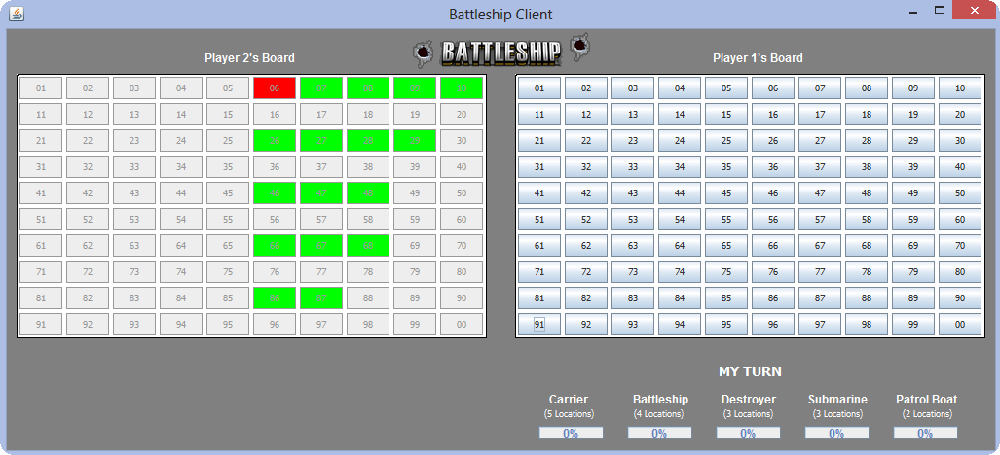 Battleship Client
BATTLESHIP
Player 2's Board
01 02 03 04 05 06 07 08 09 10
11 12 13 14 15 16 17 18 19 20
21 22 23 24 25 26 27 28 29 30
31 32 33 34 35 36 37 38 39 40
41 42 43 44 45 46 47 48 49 50
51 52 53 54 55 56 57 58 59 60
61 62 63 64 65 66 67 68 69 70
71 72 73 74 75 76 77 78 79 80
81 82 83 84 85 86 87 88 89 90
91 92 93 94 95 96 97 98 99 00
Player 1's Board
01 02 03 04 05 06 07 08 09 10
11 12 13 14 15 16 17 18 19 20
21 22 23 24 25 26 27 28 29 30
31 32 33 34 35 36 37 38 39 40
41 42 43 44 45 46 47 48 49 50
51 52 53 54 55 56 57 58 59 60
61 62 63 64 65 66 67 68 69 70
71 72 73 74 75 76 77 78 79 80
81 82 83 84 85 86 87 88 89 90
91 92 93 94 95 96 97 98 99 00
MY TURN
Carrier Battleship Destroyer Submarine Patrol Boat
(5 Locations) (4 Locations) (3 Locations) (3 Locations) (2 Locations)
0% 0% 0% 0% 0%